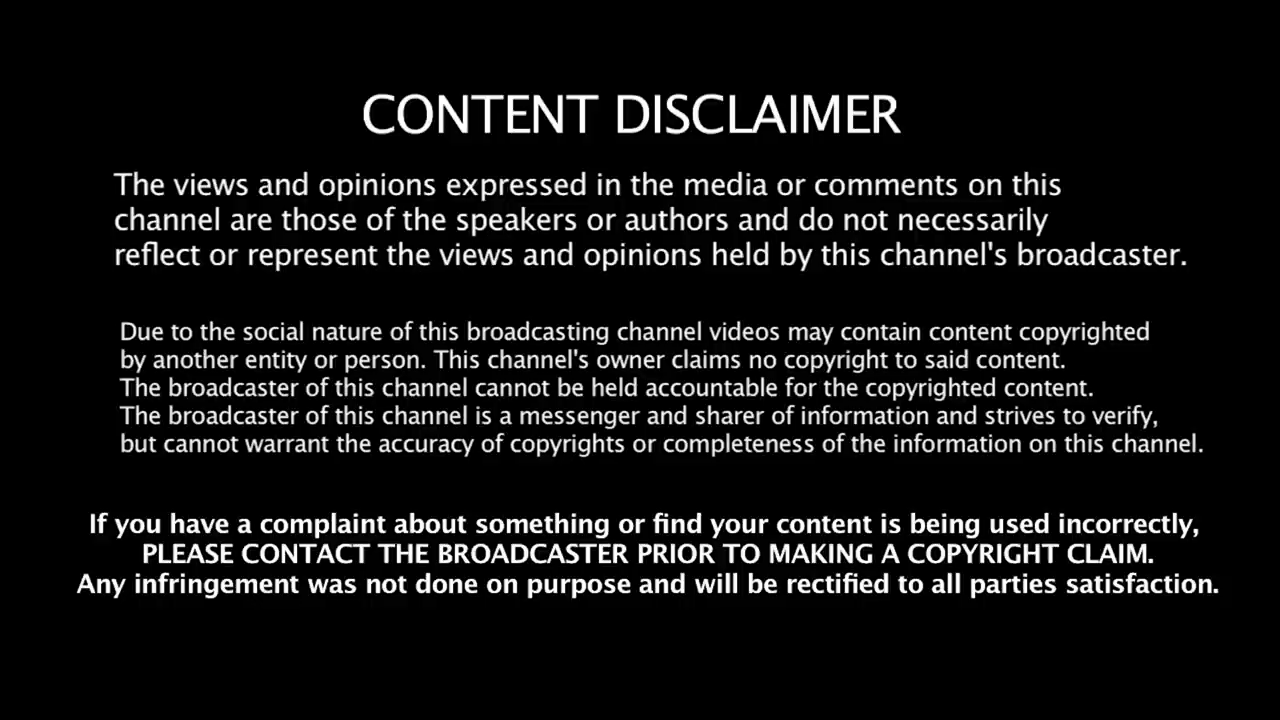 CONTENT DISCLAIMER
The views and opinions expressed in the media or comments on this
channel are those of the speakers or authors and do not necessarily
reflect or represent the views and opinions held by this channel's broadcaster.
Due to the social nature of this broadcasting channel videos may contain content copyrighted
by another entity or person. This channel's owner claims no copyright to said content.
The broadcaster of this channel cannot be held accountable for the copyrighted content.
The broadcaster of this channel is a messenger and sharer of information and strives to verify,
but cannot warrant the accuracy of copyrights or completeness of the information on this channel.
If you have a complaint about something or find your content is being used incorrectly,
PLEASE CONTACT THE BROADCASTER PRIOR TO MAKING A COPYRIGHT CLAIM.
Any infringement was not done on purpose and will be rectified to all parties satisfaction.